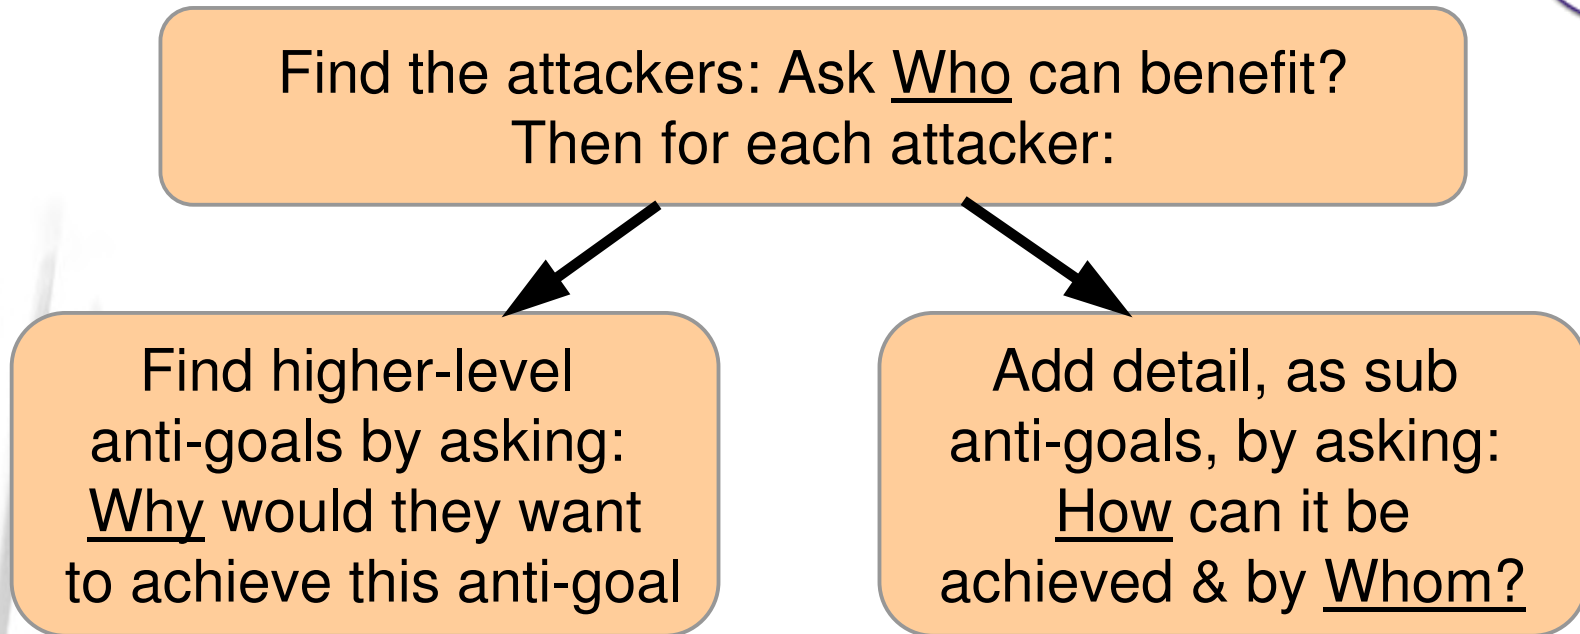 Find the attackers: Ask Who can benefit?
Then for each attacker:
Find higher-level
anti-goals by asking:
Why would they want
to achieve this anti-goal
Add detail, as sub
anti-goals, by asking:
How can it be
achieved & by Whom?